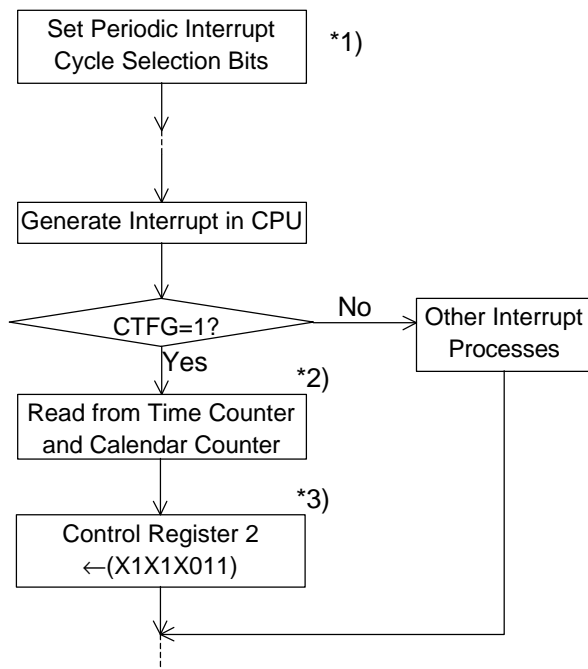 Set Periodic Interrupt
Cycle Selection Bits
*1)
Generate Interrupt in CPU
CTFG=1?
No
Other Interrupt
Processes
Yes
*2)
Read from Time Counter
and Calendar Counter
*3)
Control Register 2
←(X1X1X011)